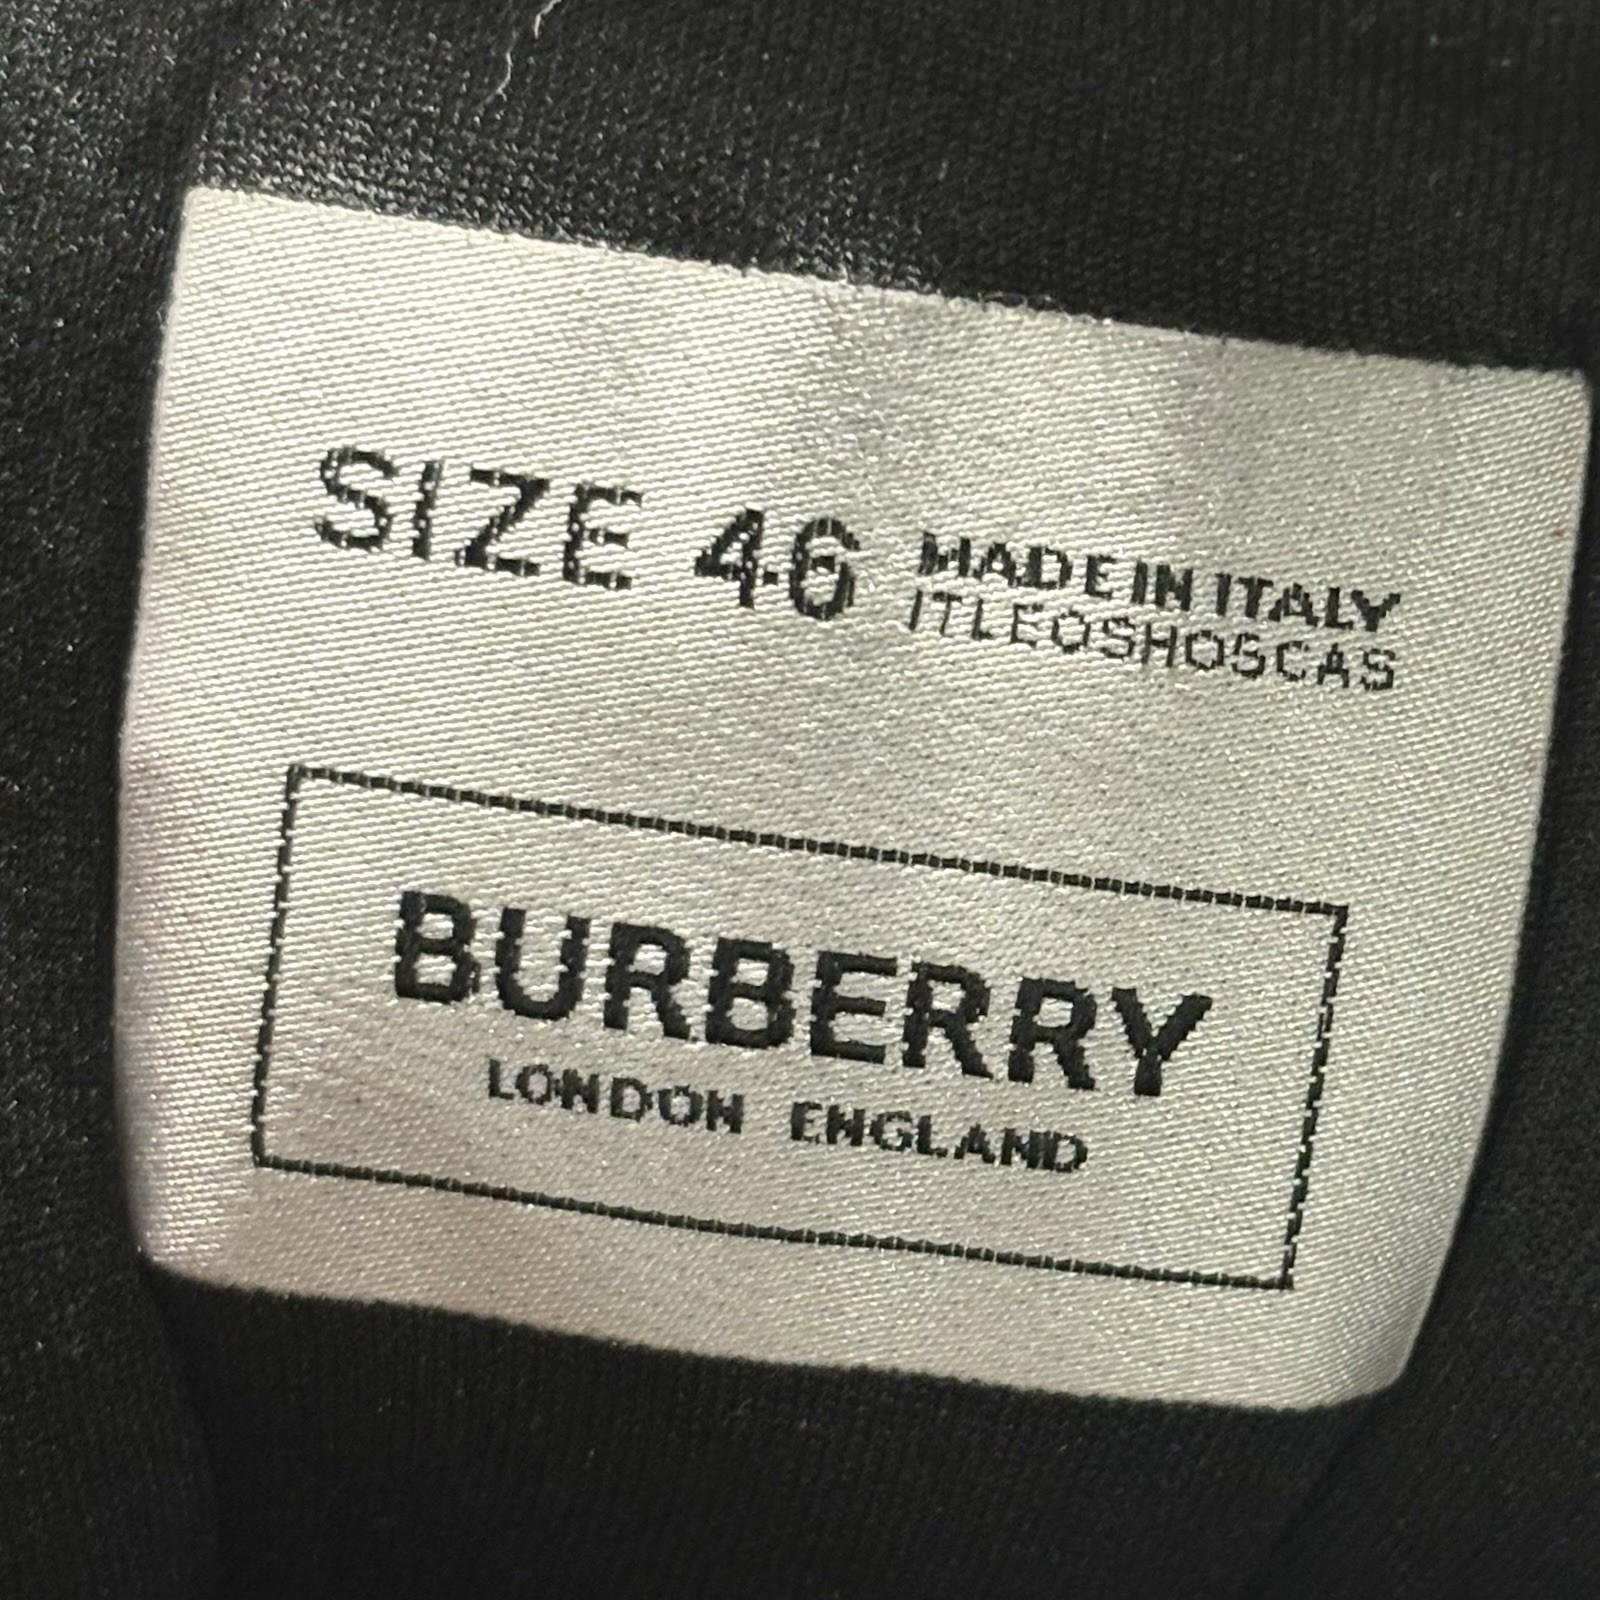 SIZE 46 MADE IN ITALY
ITLEOSHOSCAS
BURBERRY
LONDON ENGLAND